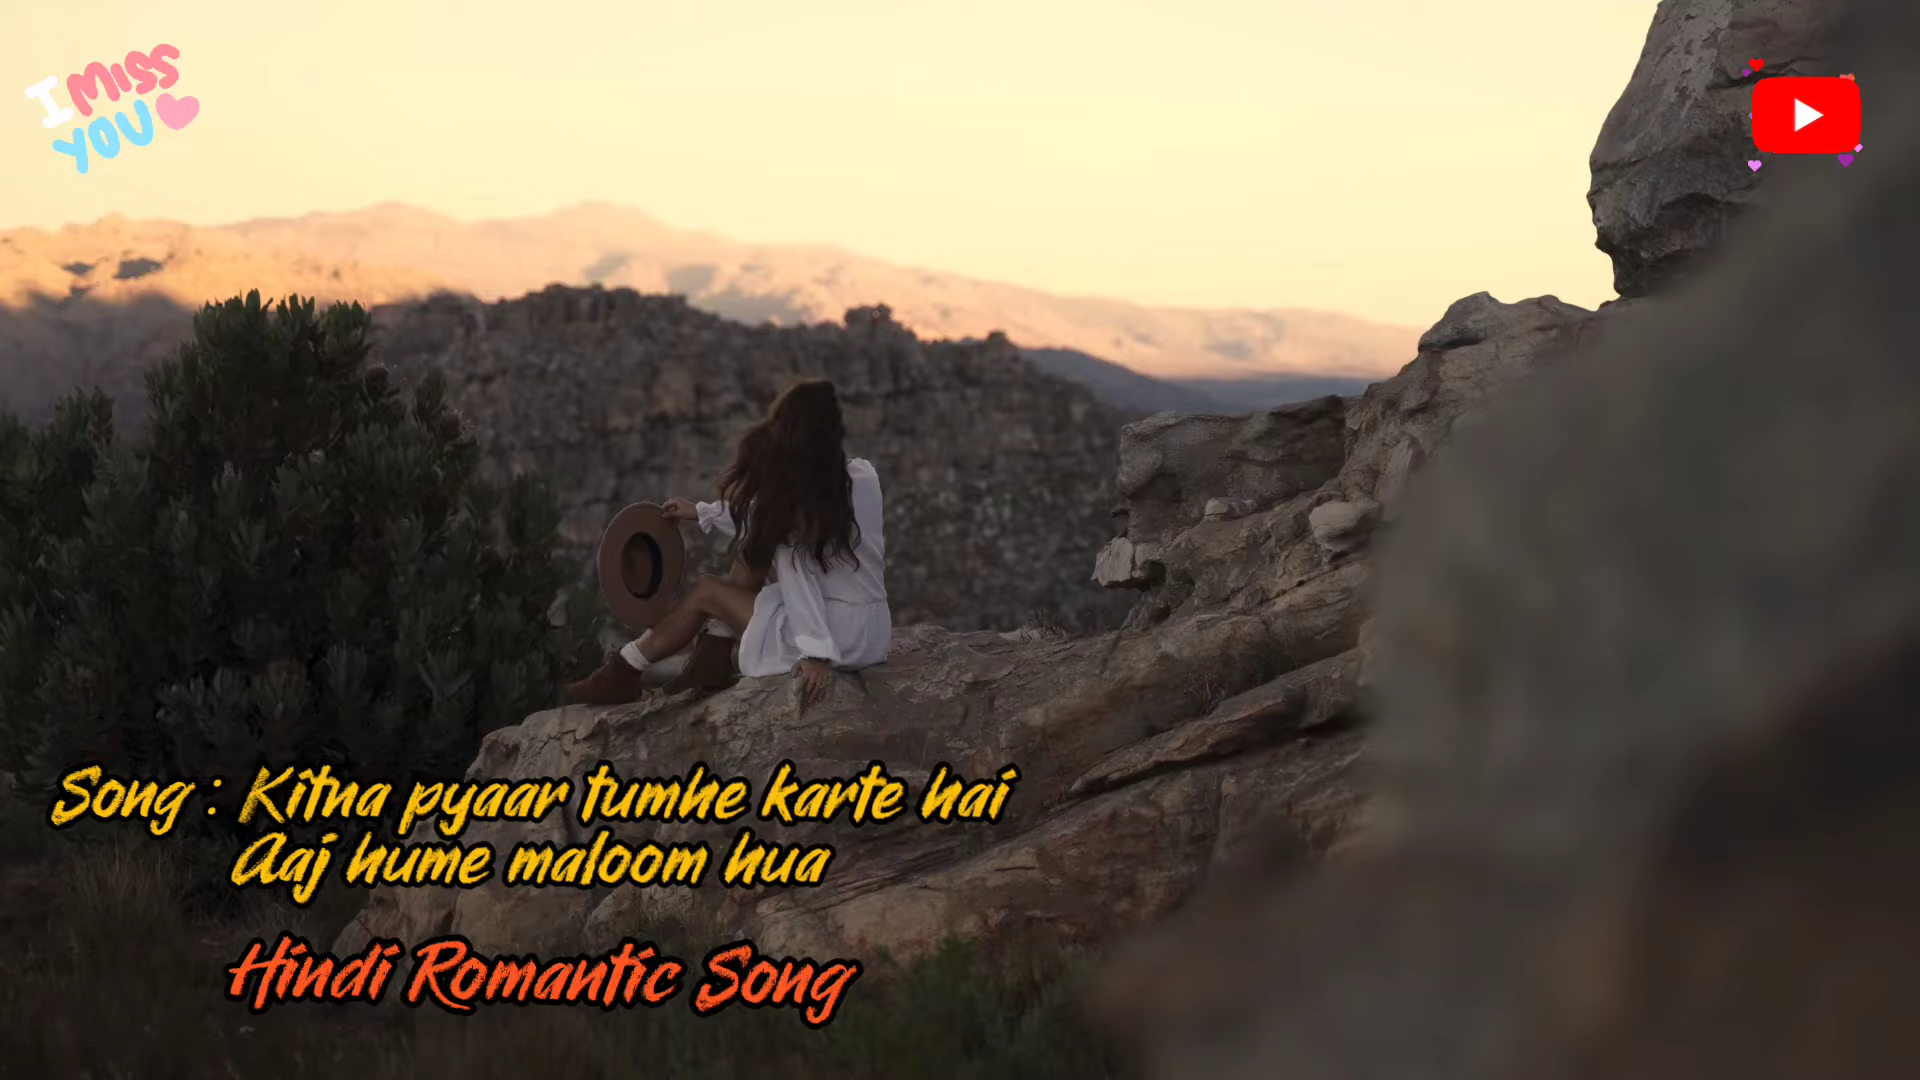 I MISS
YOU
Song : Kitna pyaar tumhe karte hai
Aaj hume maloom hua
Hindi Romantic Song